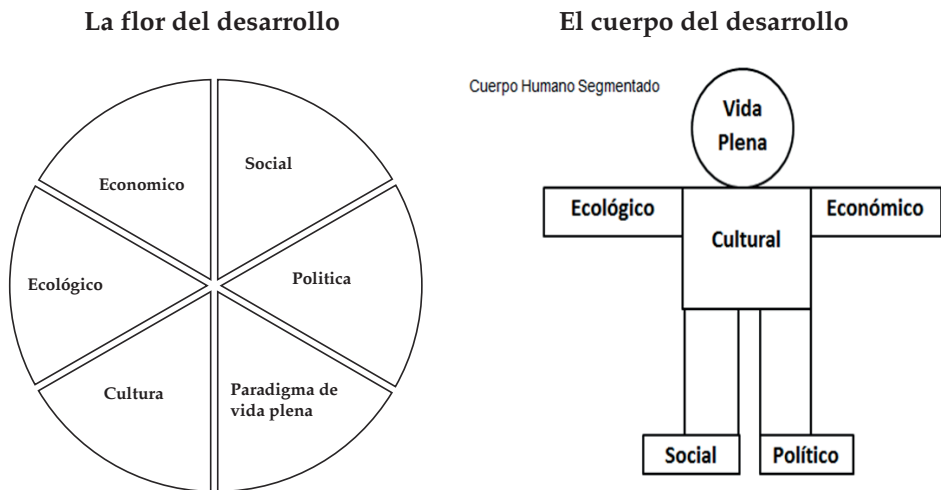 La flor del desarrollo
Economico
Social
Ecológico
Politica
Cultura
Paradigma de
vida plena
El cuerpo del desarrollo
Cuerpo Humano Segmentado
Vida
Plena
Ecológico
Económico
Cultural
Social
Político